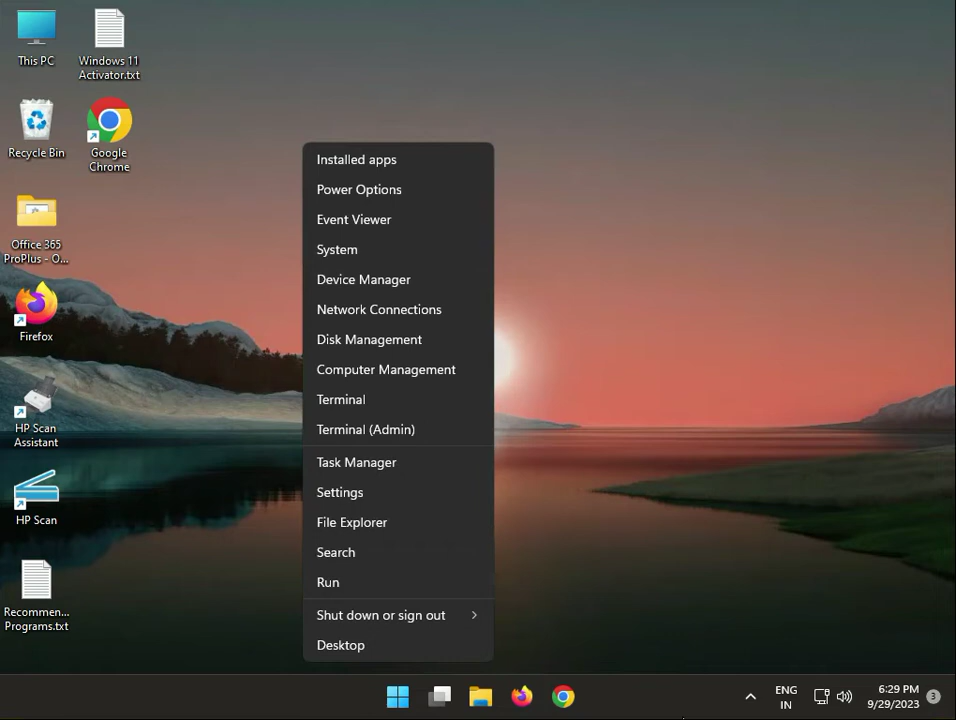 This PC
Windows 11
Activator.txt
Recycle Bin
Google
Chrome
Office 365
ProPlus - O...
Firefox
HP Scan
Assistant
HP Scan
Recommen...
Programs.txt
Installed apps
Power Options
Event Viewer
System
Device Manager
Network Connections
Disk Management
Computer Management
Terminal
Terminal (Admin)
Task Manager
Settings
File Explorer
Search
Run
Shut down or sign out
Desktop
ENG
IN
6:29 PM
9/29/2023
3